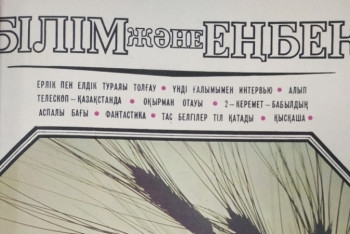 БІЛІМ ЖӘНЕ ЕҢБЕК
ЕРЛІК ПЕН ЕЛДІК ТУРАЛЫ ТОЛҒАУ • ҮНДІ ҒАЛЫМЫМЕН ИНТЕРВЬЮ • АЛЫП
ТЕЛЕСКОП – ҚАЗАҚСТАНДА • ОҚЫРМАН ОТАУЫ • 2 – КЕРЕМЕТ – БАБЫЛДЫҢ
АСПАЛЫ БАҒЫ • ФАНТАСТИКА • ТАС БЕЛГІЛЕР ТІЛ ҚАТАДЫ • ҚЫСҚАША •